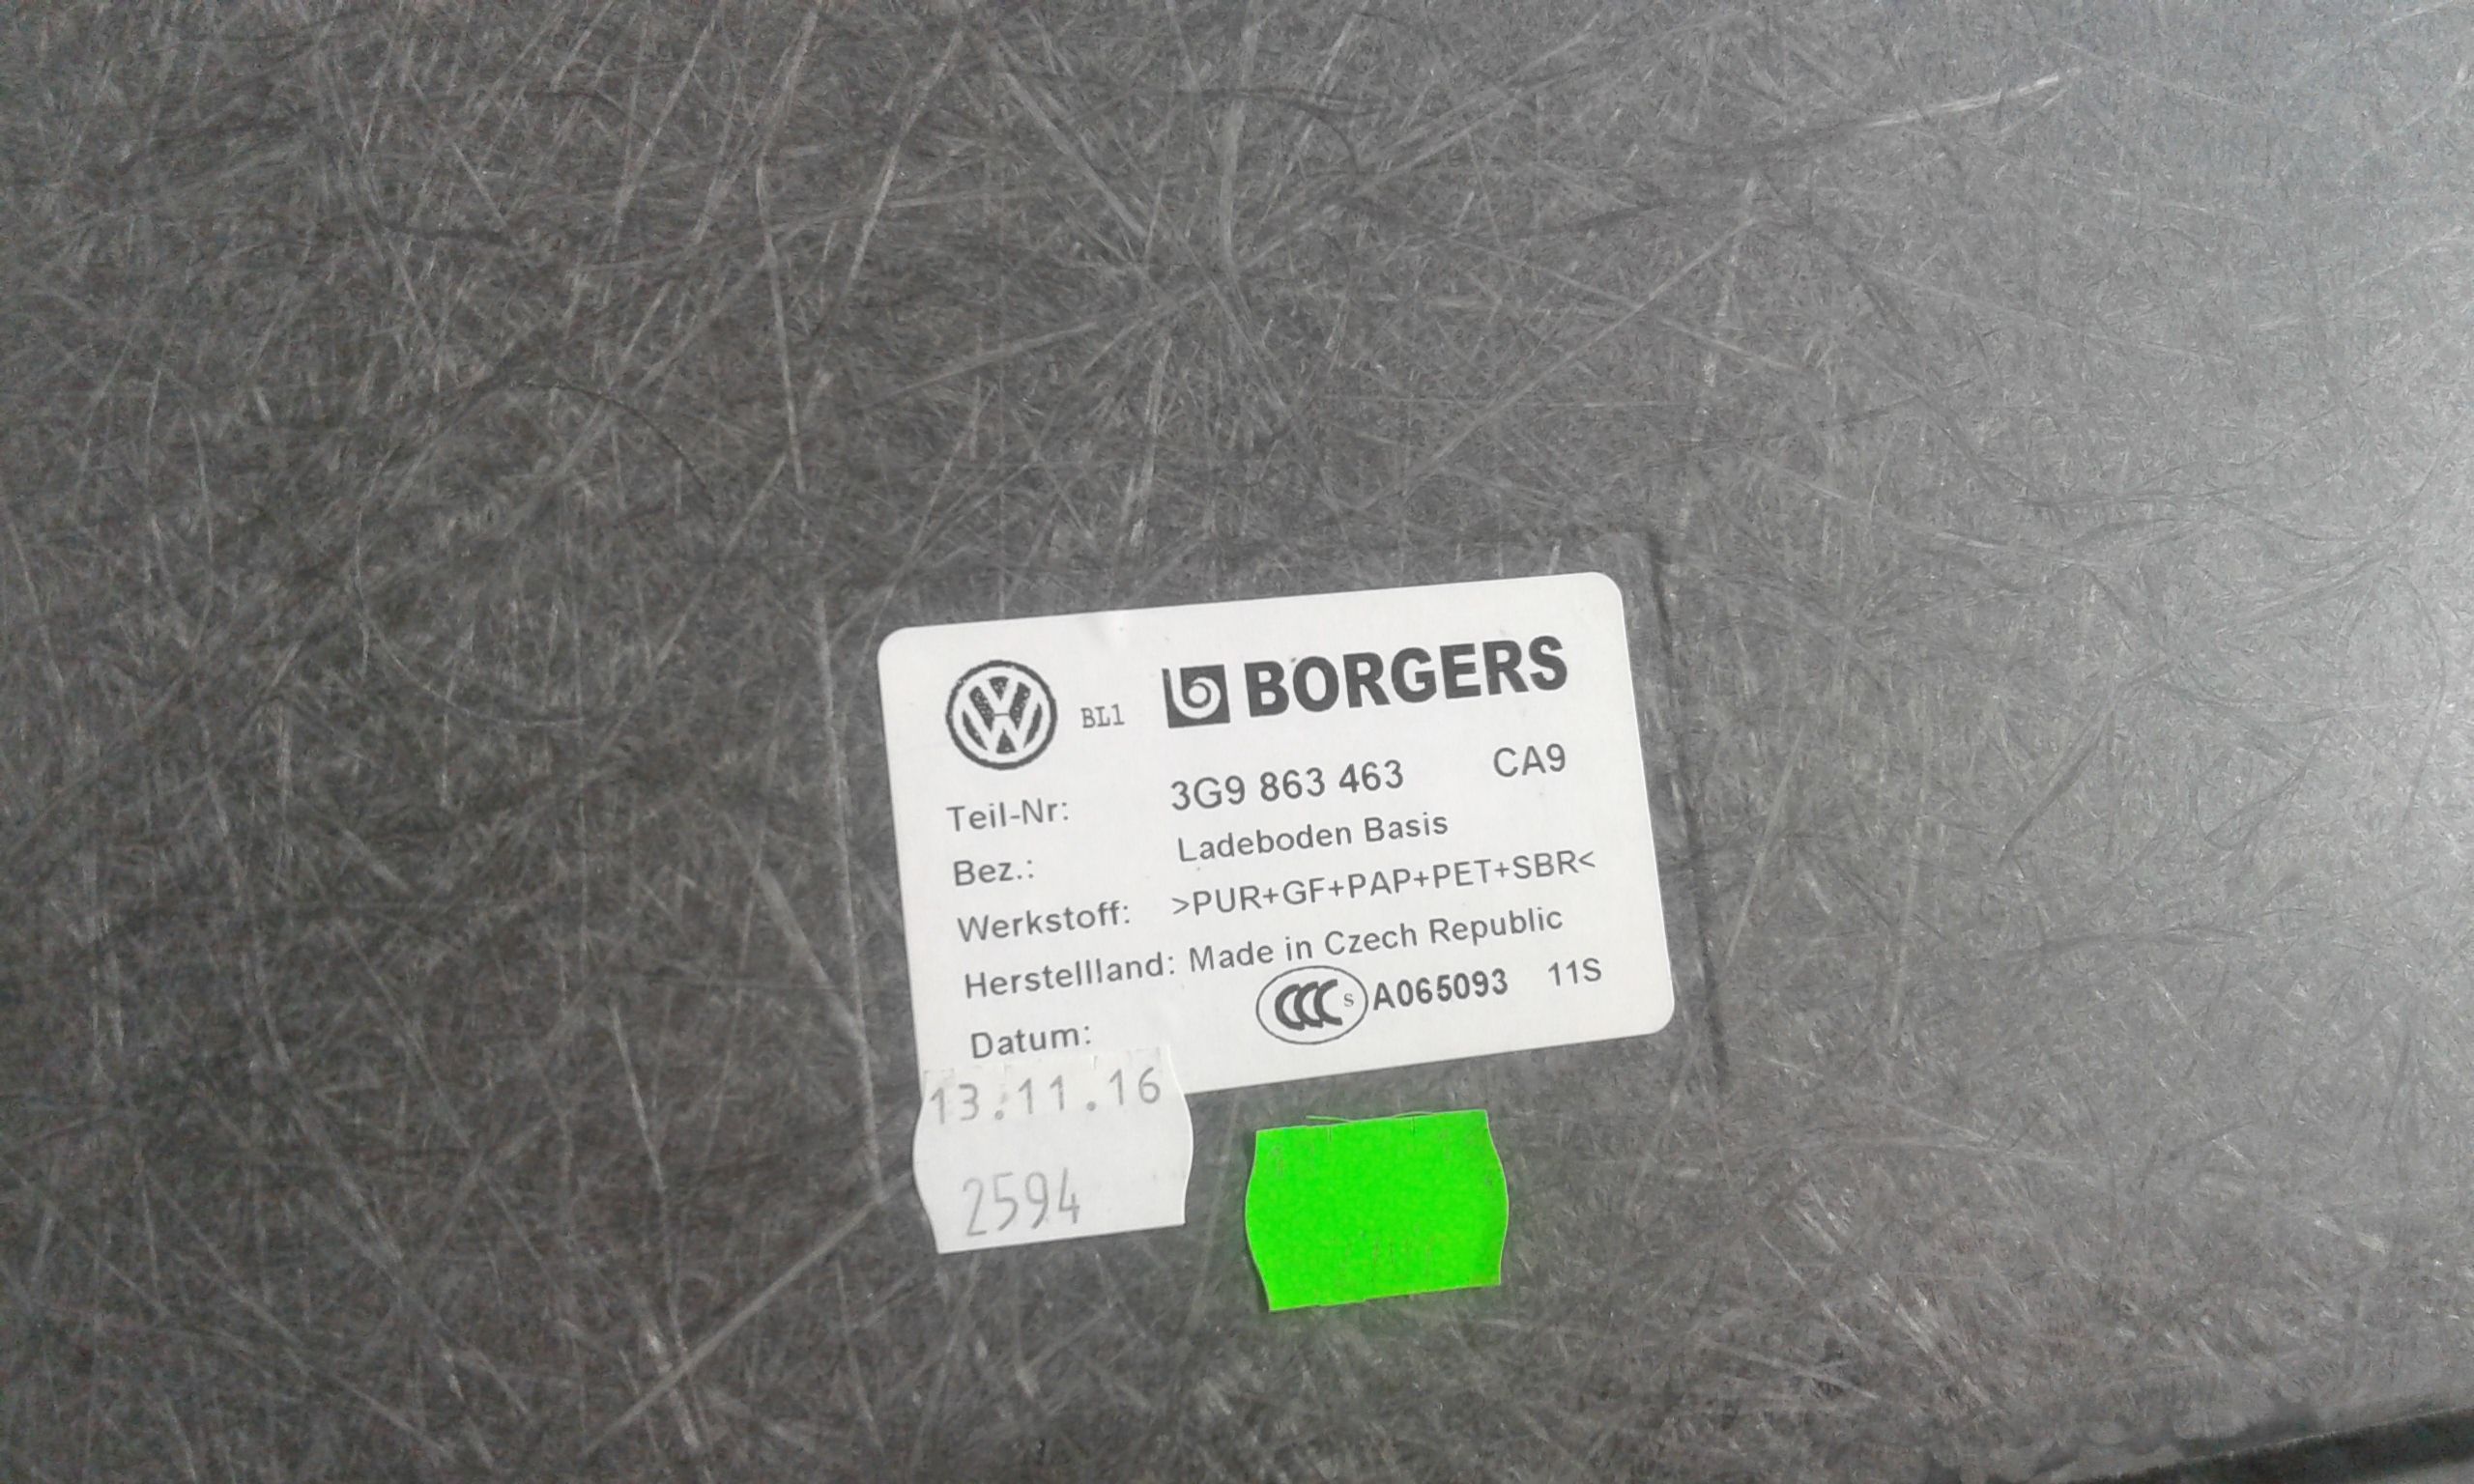 BL1 BORGERS
Teil-Nr: 3G9 863 463 CA9
Bez.: Ladeboden Basis
Werkstoff: >PUR+GF+PAP+PET+SBR<
Herstellland: Made in Czech Republic
Datum: CCC S A065093 11S
13.11.16
2594